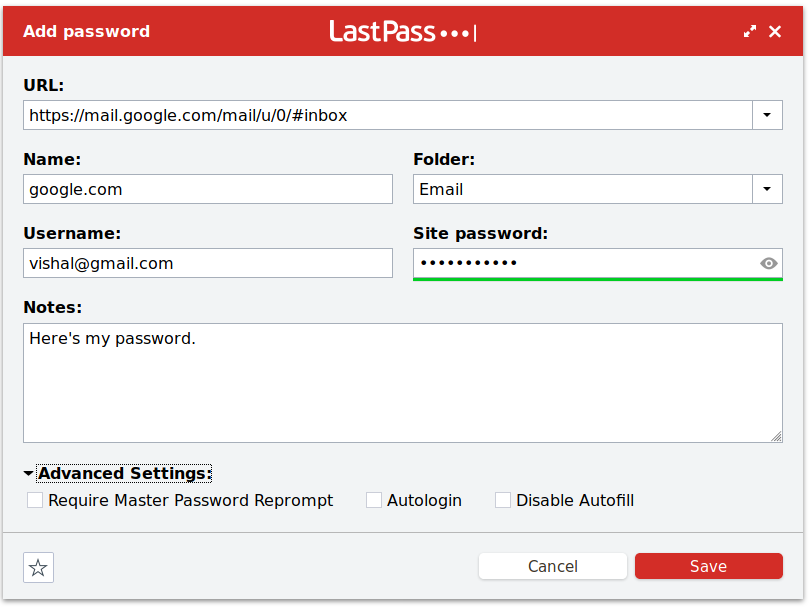 Add password
LastPass•••|
URL:
https://mail.google.com/mail/u/0/#inbox
Name:
Folder:
google.com
Email
Username:
Site password:
vishal@gmail.com
•••••••••••
Notes:
Here's my password.
Advanced Settings:
Require Master Password Reprompt
Autologin
Disable Autofill
Cancel
Save